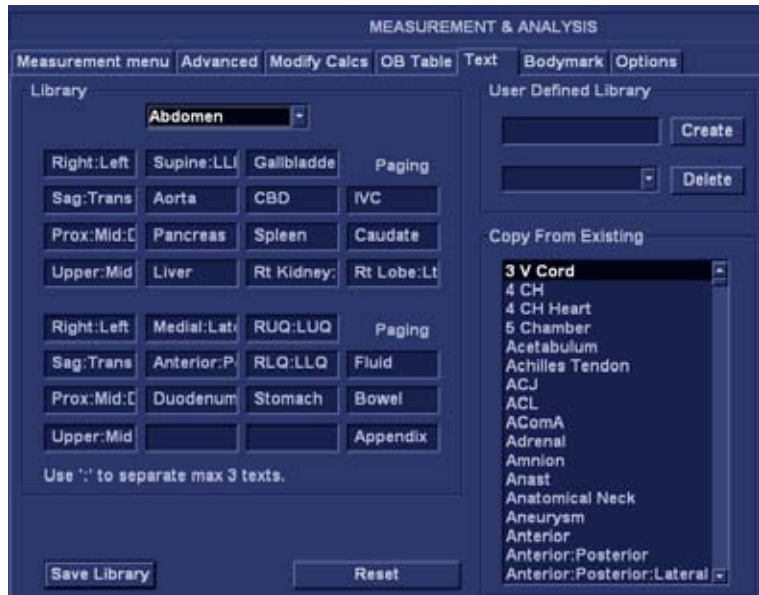 MEASUREMENT & ANALYSIS
Measurement menu Advanced Modify Calcs OB Table Text Bodymark Options
Library
Abdomen
Right:Left Supine:LLI Gallbladde Paging
Sag:Trans Aorta CBD IVC
Prox:Mid:D Pancreas Spleen Caudate
Upper:Mid Liver Rt Kidney: Rt Lobe:Lt
Right:Left Medial:Late RUQ:LUQ Paging
Sag:Trans Anterior:P RLQ:LLQ Fluid
Prox:Mid:D Duodenum Stomach Bowel
Upper:Mid Appendix
Use ':' to separate max 3 texts.
Save Library Reset
User Defined Library
Create
Delete
Copy From Existing
3 V Cord
4 CH
4 CH Heart
5 Chamber
Acetabulum
Achilles Tendon
ACJ
ACL
AComA
Adrenal
Amnion
Anast
Anatomical Neck
Aneurysm
Anterior
Anterior:Posterior
Anterior:Posterior:Lateral